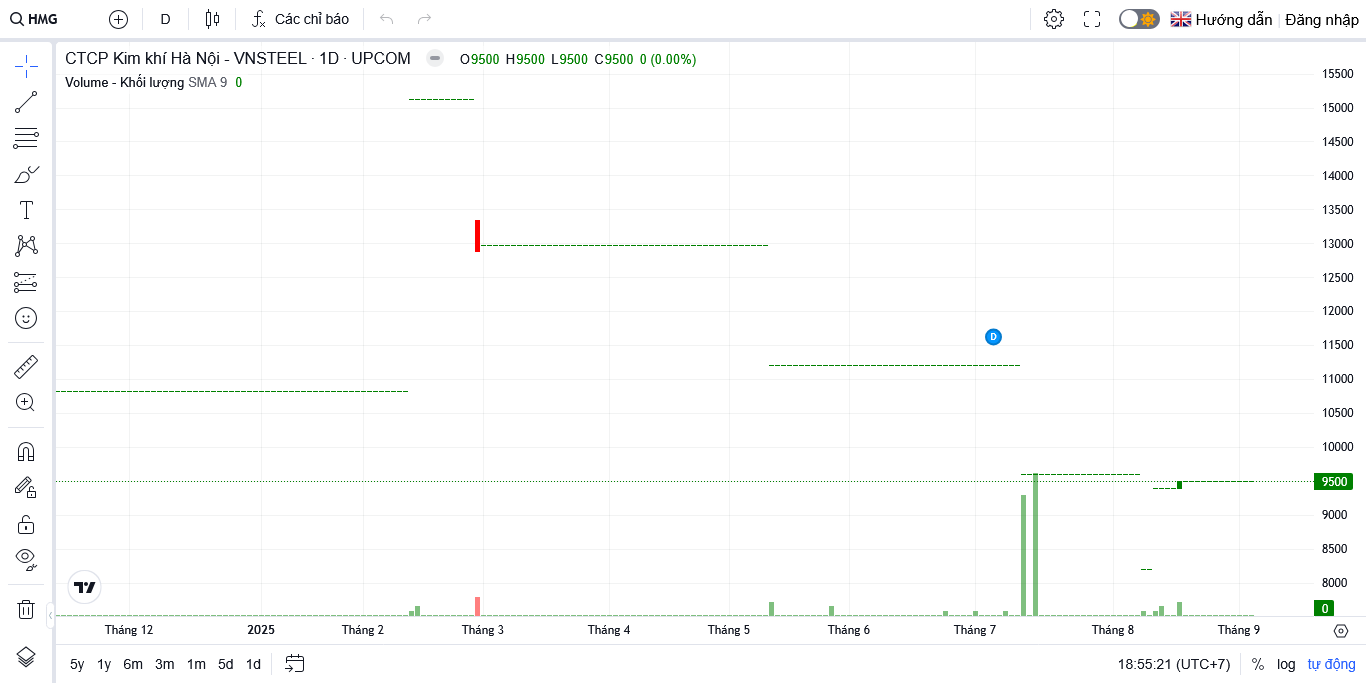 HMG D Các chỉ báo Hướng dẫn Đăng nhập
CTCP Kim khí Hà Nội - VNSTEEL · 1D · UPCOM O9500 H9500 L9500 C9500 0 (0.00%)
Volume - Khối lượng SMA 9 0
15500
15000
14500
14000
13500
13000
12500
12000
11500
D
11000
10500
10000
9500
9000
8500
8000
0
Tháng 12 2025 Tháng 2 Tháng 3 Tháng 4 Tháng 5 Tháng 6 Tháng 7 Tháng 8 Tháng 9
5y 1y 6m 3m 1m 5d 1d 18:55:21 (UTC+7) % log tự động